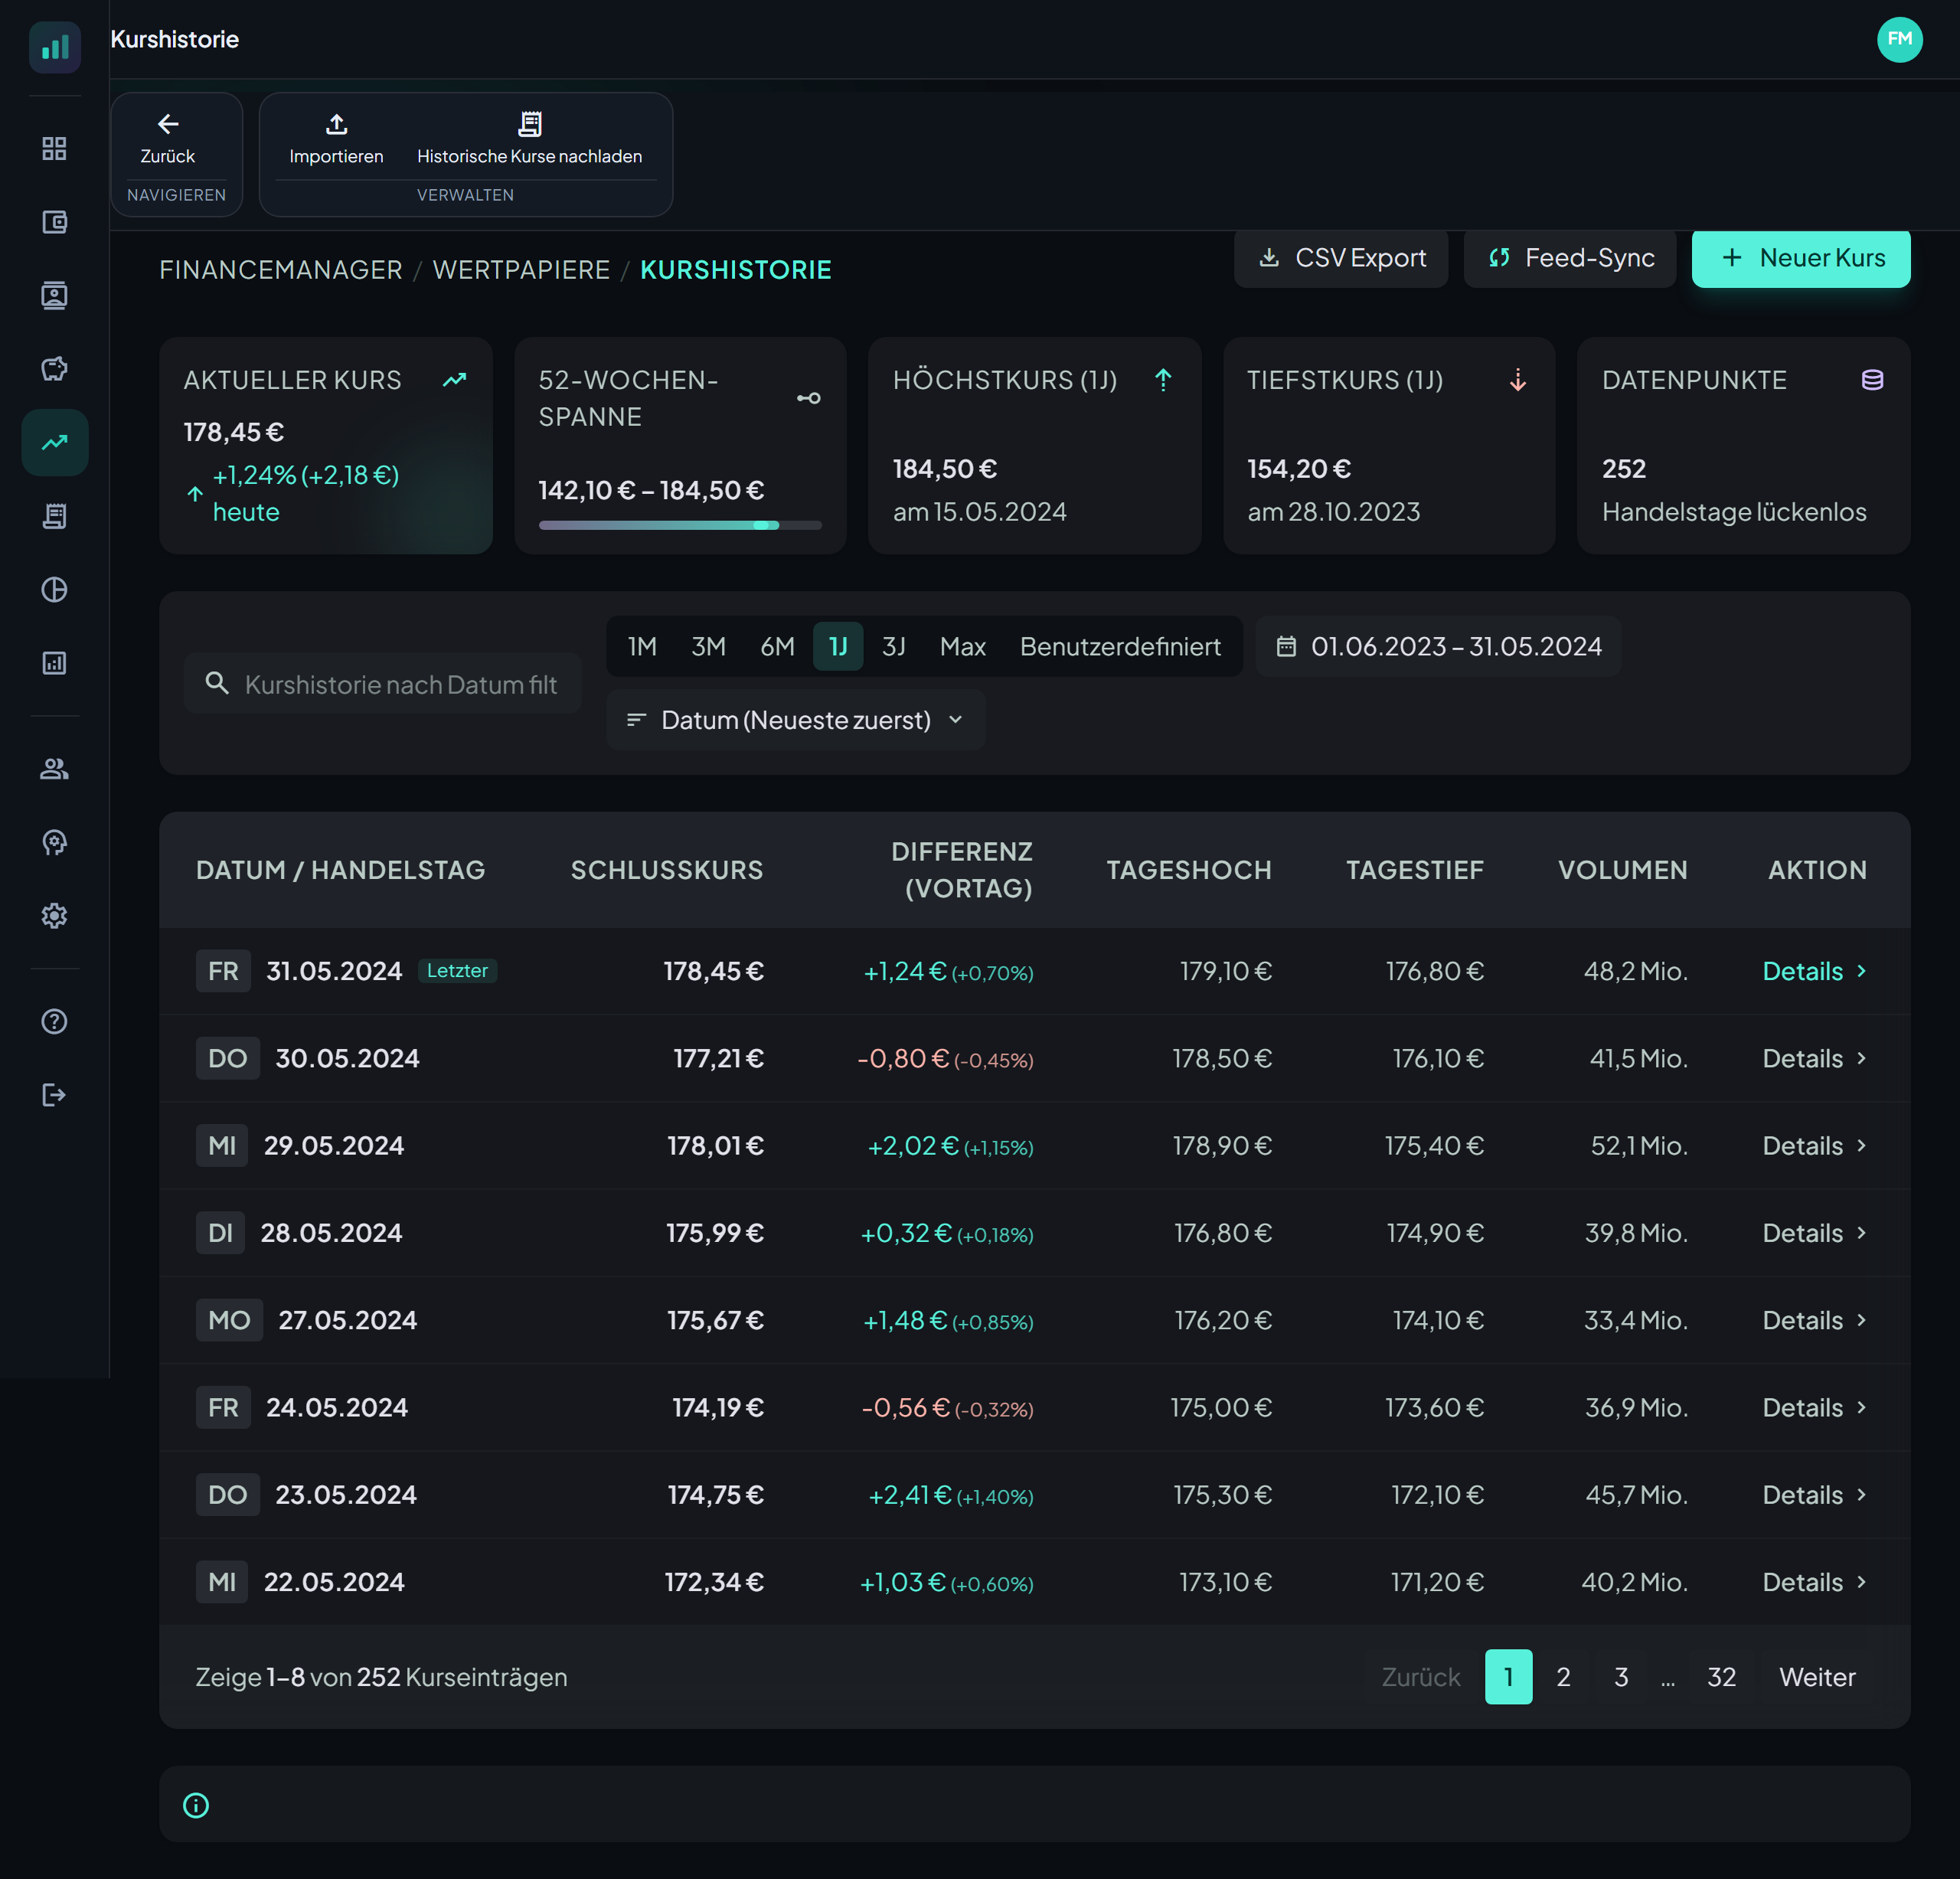 Kurshistorie
FM
Zurück
NAVIGIEREN
Importieren
Historische Kurse nachladen
VERWALTEN
FINANCEMANAGER / WERTPAPIERE / KURSHISTORIE
CSV Export
Feed-Sync
Neuer Kurs
AKTUELLER KURS
178,45 €
+1,24% (+2,18 €)
heute
52-WOCHEN-
SPANNE
142,10 € – 184,50 €
HÖCHSTKURS (1J)
184,50 €
am 15.05.2024
TIEFSTKURS (1J)
154,20 €
am 28.10.2023
DATENPUNKTE
252
Handelstage lückenlos
Kurshistorie nach Datum filt
1M 3M 6M 1J 3J Max Benutzerdefiniert
01.06.2023 – 31.05.2024
Datum (Neueste zuerst)
DATUM / HANDELSTAG SCHLUSSKURS DIFFERENZ (VORTAG) TAGESHOCH TAGESTIEF VOLUMEN AKTION
FR 31.05.2024 Letzter 178,45 € +1,24 € (+0,70%) 179,10 € 176,80 € 48,2 Mio. Details
DO 30.05.2024 177,21 € -0,80 € (-0,45%) 178,50 € 176,10 € 41,5 Mio. Details
MI 29.05.2024 178,01 € +2,02 € (+1,15%) 178,90 € 175,40 € 52,1 Mio. Details
DI 28.05.2024 175,99 € +0,32 € (+0,18%) 176,80 € 174,90 € 39,8 Mio. Details
MO 27.05.2024 175,67 € +1,48 € (+0,85%) 176,20 € 174,10 € 33,4 Mio. Details
FR 24.05.2024 174,19 € -0,56 € (-0,32%) 175,00 € 173,60 € 36,9 Mio. Details
DO 23.05.2024 174,75 € +2,41 € (+1,40%) 175,30 € 172,10 € 45,7 Mio. Details
MI 22.05.2024 172,34 € +1,03 € (+0,60%) 173,10 € 171,20 € 40,2 Mio. Details
Zeige 1–8 von 252 Kurseinträgen
Zurück 1 2 3 ... 32 Weiter